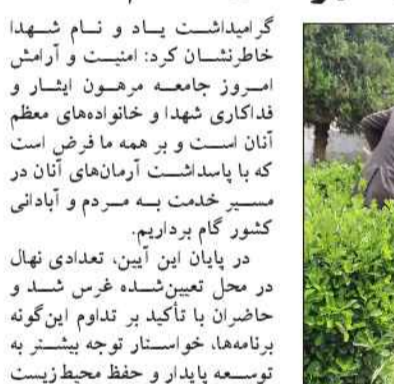 گرامیداشت یاد و نام شهدا
خاطرنشان کرد: امنیت و آرامش
امروز جامعه مرهون ایثار و
فداکاری شهدا و خانواده‌های معظم
آنان است و بر همه ما فرض است
که با پاسداشت آرمان‌های آنان در
مسیر خدمت به مردم و آبادانی
کشور گام برداریم.
در پایان این آیین، تعدادی نهال
در محل تعیین‌شده غرس شد و
حاضران با تأکید بر تداوم این‌گونه
برنامه‌ها، خواستار توجه بیشتر به
توسعه پایدار و حفظ محیط‌زیست